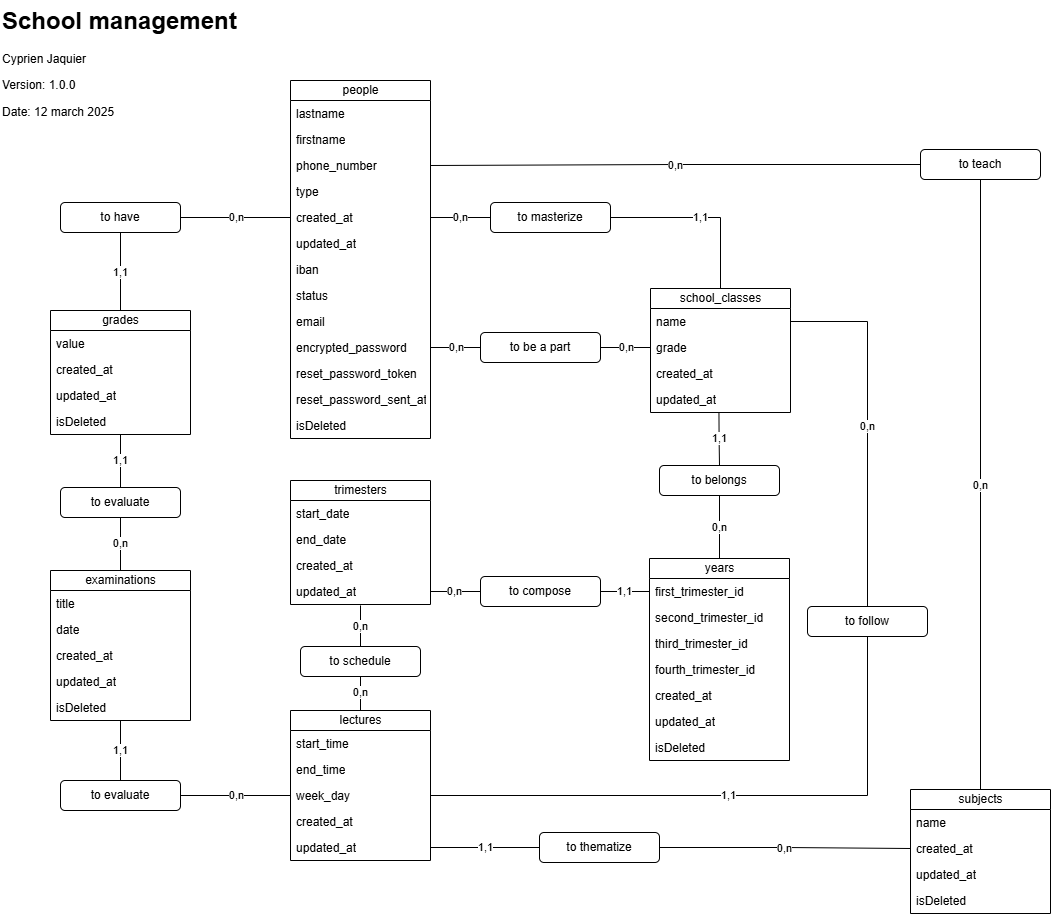 School management
Cyprien Jaquier
Version: 1.0.0
Date: 12 march 2025
people
lastname
firstname
phone_number
type
created_at
updated_at
iban
status
email
encrypted_password
reset_password_token
reset_password_sent_at
isDeleted
0,n
to teach
to have
0,n
0,n
to masterize
1,1
1,1
school_classes
name
grade
created_at
updated_at
0,n
to be a part
0,n
grades
value
created_at
updated_at
isDeleted
0,n
1,1
1,1
to evaluate
to belongs
0,n
trimesters
start_date
end_date
created_at
updated_at
0,n
0,n
0,n
examinations
title
date
created_at
updated_at
isDeleted
years
first_trimester_id
second_trimester_id
third_trimester_id
fourth_trimester_id
created_at
updated_at
isDeleted
0,n
to compose
1,1
0,n
to follow
to schedule
0,n
lectures
start_time
end_time
week_day
created_at
updated_at
1,1
to evaluate
0,n
1,1
subjects
name
created_at
updated_at
isDeleted
1,1
to thematize
0,n